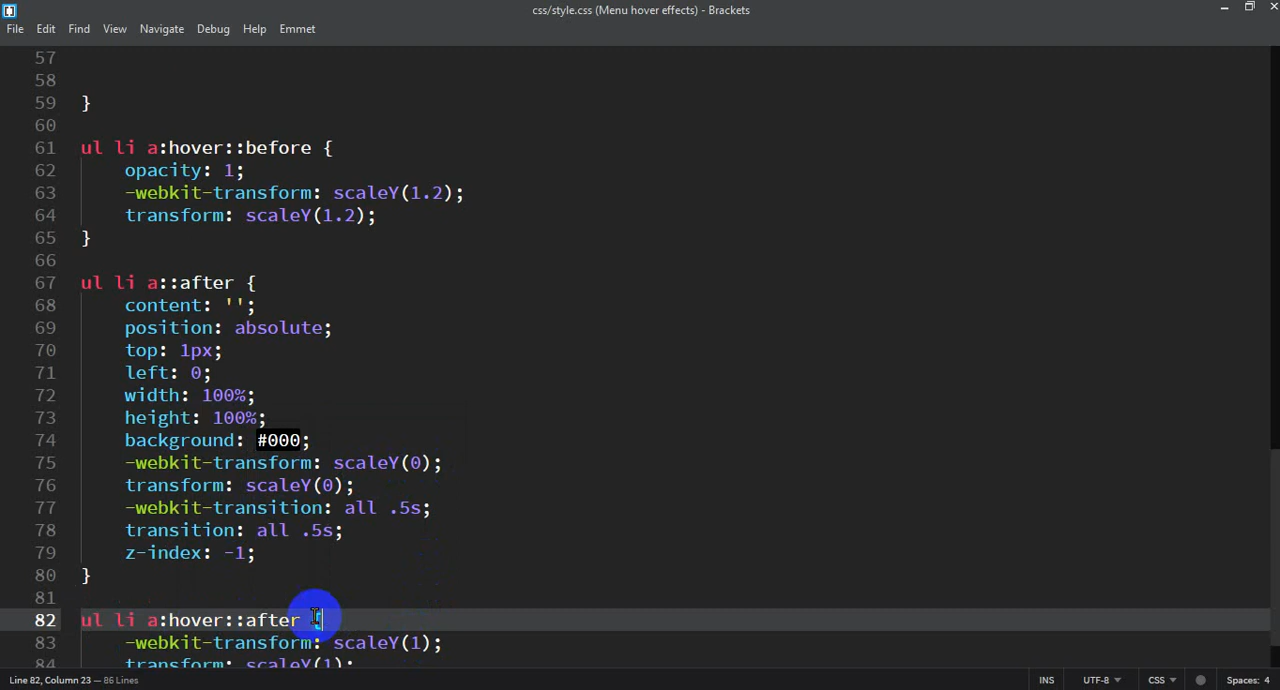 css/style.css (Menu hover effects) - Brackets
File Edit Find View Navigate Debug Help Emmet
57
58
59 }
60
61 ul li a:hover::before {
62 opacity: 1;
63 -webkit-transform: scaleY(1.2);
64 transform: scaleY(1.2);
65 }
66
67 ul li a::after {
68 content: '';
69 position: absolute;
70 top: 1px;
71 left: 0;
72 width: 100%;
73 height: 100%;
74 background: #000;
75 -webkit-transform: scaleY(0);
76 transform: scaleY(0);
77 -webkit-transition: all .5s;
78 transition: all .5s;
79 z-index: -1;
80 }
81
82 ul li a:hover::after {
83 -webkit-transform: scaleY(1);
84 transform: scaleY(1);
Line 82, Column 23 — 86 Lines INS UTF-8 CSS Spaces: 4